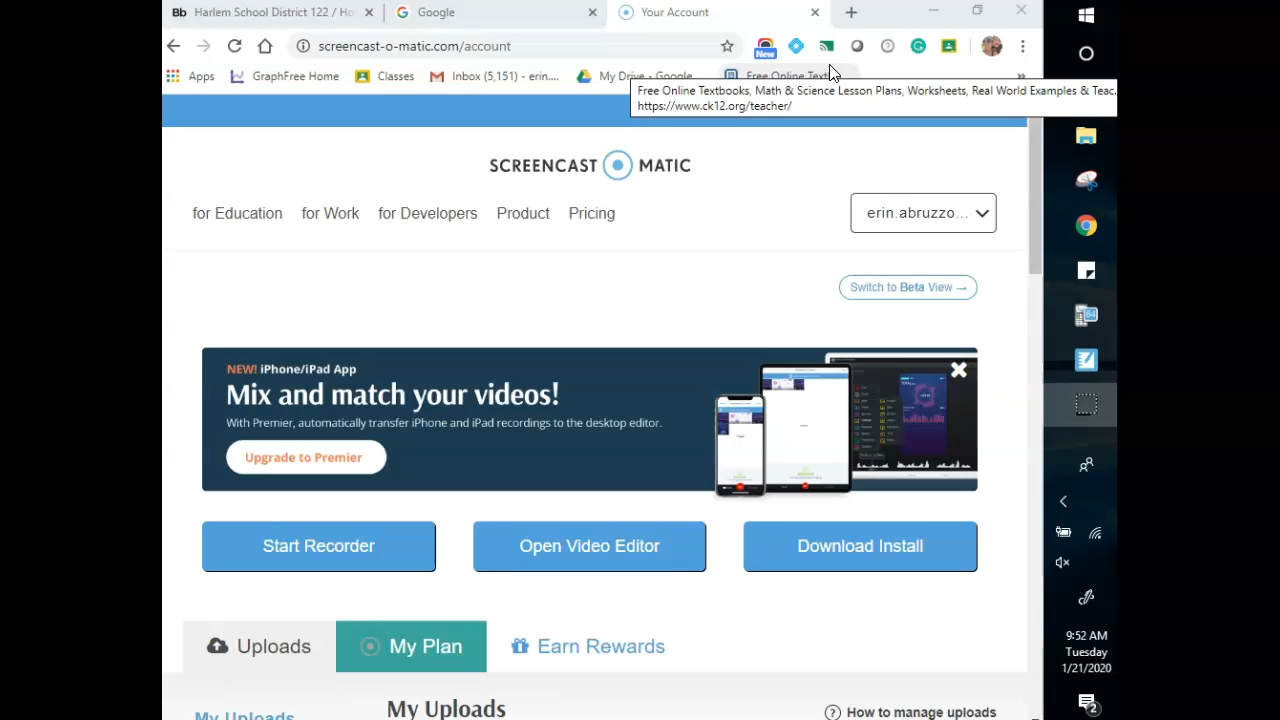 Bb Harlem School District 122 / Ho
Google
Your Account
screencast-o-matic.com/account
New
Apps
GraphFree Home
Classes
Inbox (5,151) - erin....
My Drive - Google
Free Online Text
Free Online Textbooks, Math & Science Lesson Plans, Worksheets, Real World Examples & Teac.
https://www.ck12.org/teacher/
SCREENCAST MATIC
for Education
for Work
for Developers
Product
Pricing
erin.abruzzo...
Switch to Beta View →
NEW! iPhone/iPad App
Mix and match your videos!
With Premier, automatically transfer iPhone and iPad recordings to the desktop editor.
Upgrade to Premier
Start Recorder
Open Video Editor
Download Install
Uploads
My Plan
Earn Rewards
My Uploads
My Uploads
How to manage uploads
9:52 AM
Tuesday
1/21/2020
2